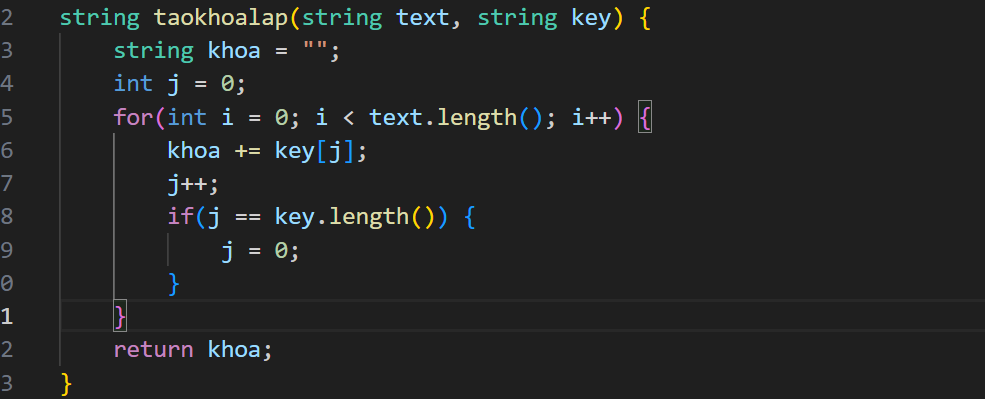 2 string taokhoalap(string text, string key) {
3     string khoa = "";
4     int j = 0;
5     for(int i = 0; i < text.length(); i++) {
6         khoa += key[j];
7         j++;
8         if(j == key.length()) {
9             j = 0;
0         }
1     }
2     return khoa;
3 }